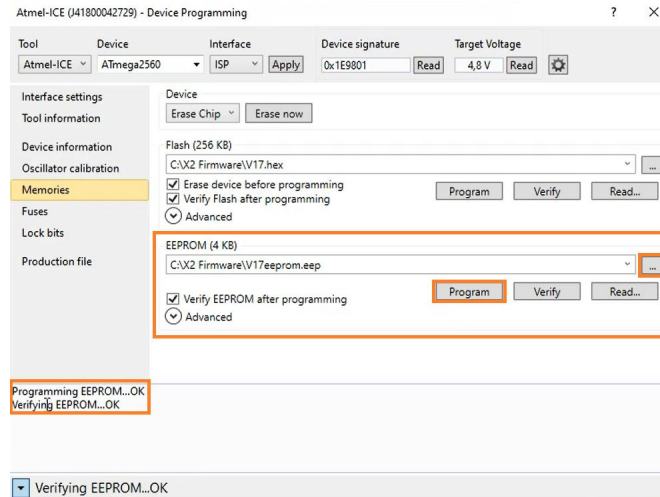 Atmel-ICE (J41800042729) - Device Programming ? X
Tool Device Interface Device signature Target Voltage
Atmel-ICE ATmega2560 ISP Apply 0x1E9801 Read 4,8 V Read
Interface settings
Tool information
Device information
Oscillator calibration
Memories
Fuses
Lock bits
Production file
Device
Erase Chip Erase now
Flash (256 KB)
C:\X2 Firmware\V17.hex ...
Erase device before programming
Verify Flash after programming
Program Verify Read...
Advanced
EEPROM (4 KB)
C:\X2 Firmware\V17eeprom.eep ...
Program Verify Read...
Verify EEPROM after programming
Advanced
Programming EEPROM...OK
Verifying EEPROM...OK
Verifying EEPROM...OK